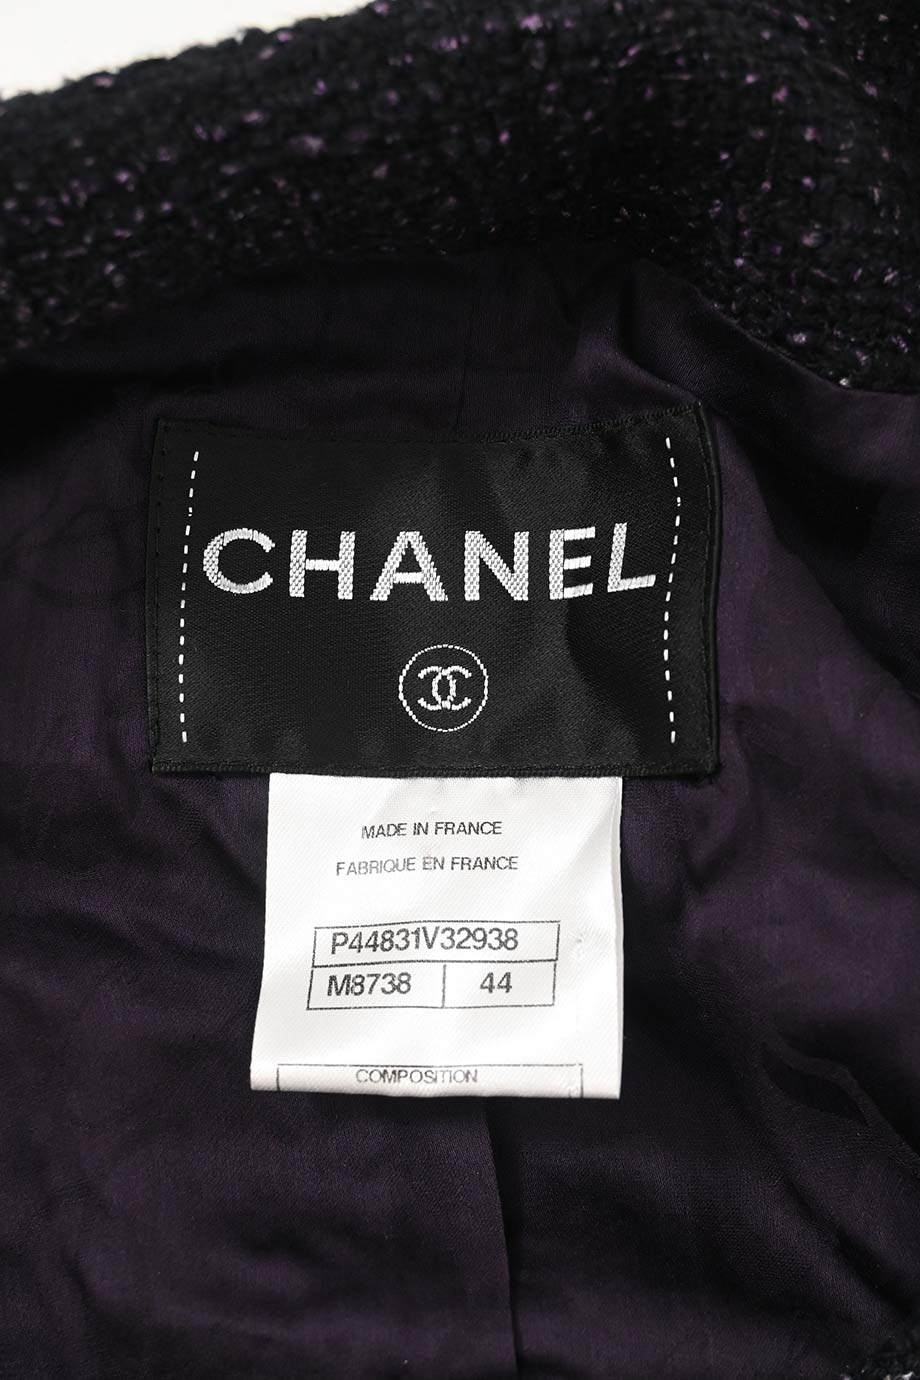 CHANEL
MADE IN FRANCE
FABRIQUE EN FRANCE
P44831V32938
M8738 44
COMPOSITION